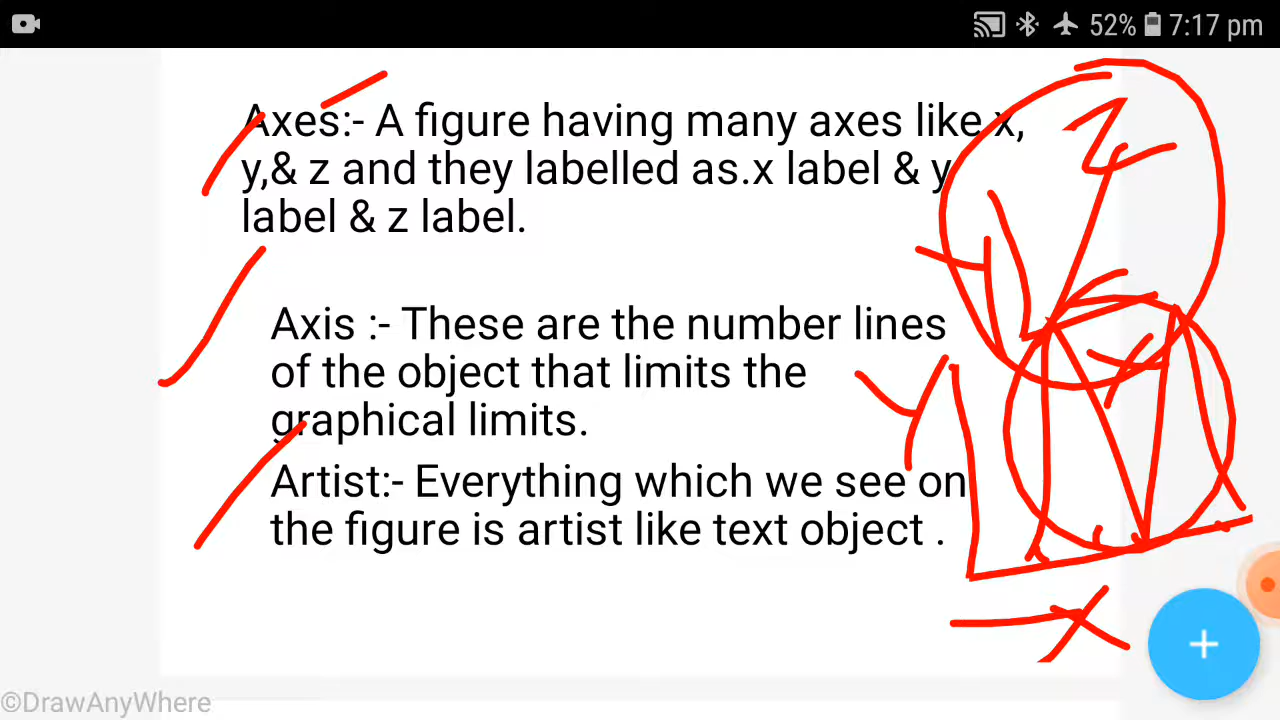 52% 7:17 pm
Axes:- A figure having many axes like x,
y,& z and they labelled as.x label & y
label & z label.
Axis :- These are the number lines
of the object that limits the
graphical limits.
Artist:- Everything which we see on
the figure is artist like text object .
Z
Y
Y
X
©DrawAnyWhere